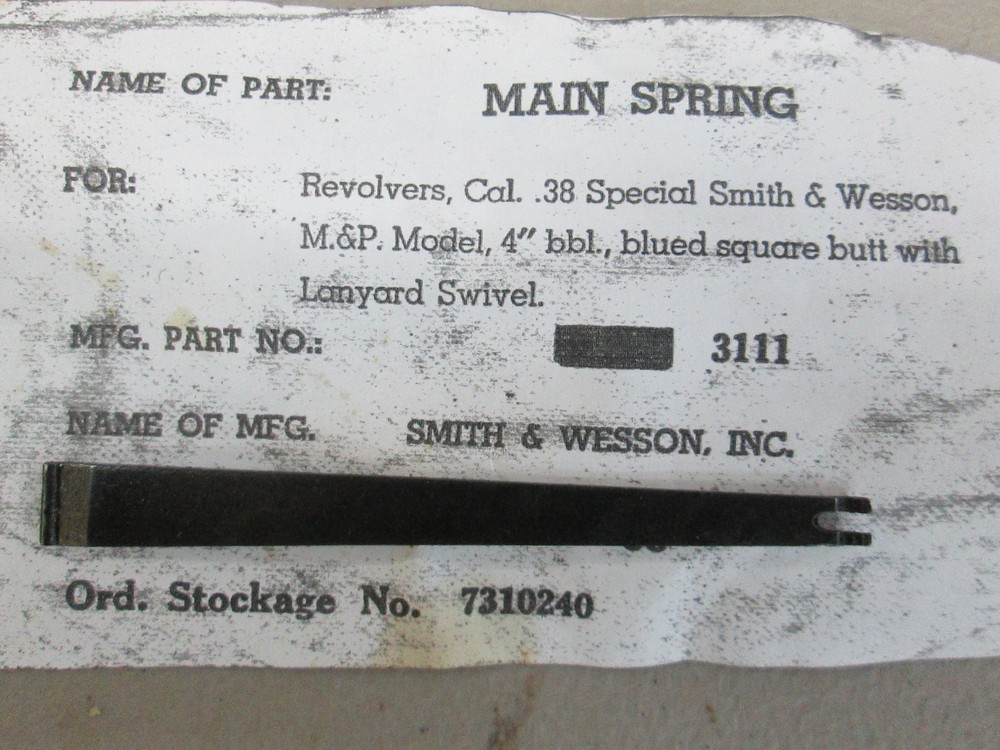 NAME OF PART: MAIN SPRING
FOR: Revolvers, Cal. .38 Special Smith & Wesson,
M.&P. Model, 4" bbl., blued square butt with
Lanyard Swivel.
MFG. PART NO.: 3111
NAME OF MFG. SMITH & WESSON, INC.
Ord. Stockage No. 7310240